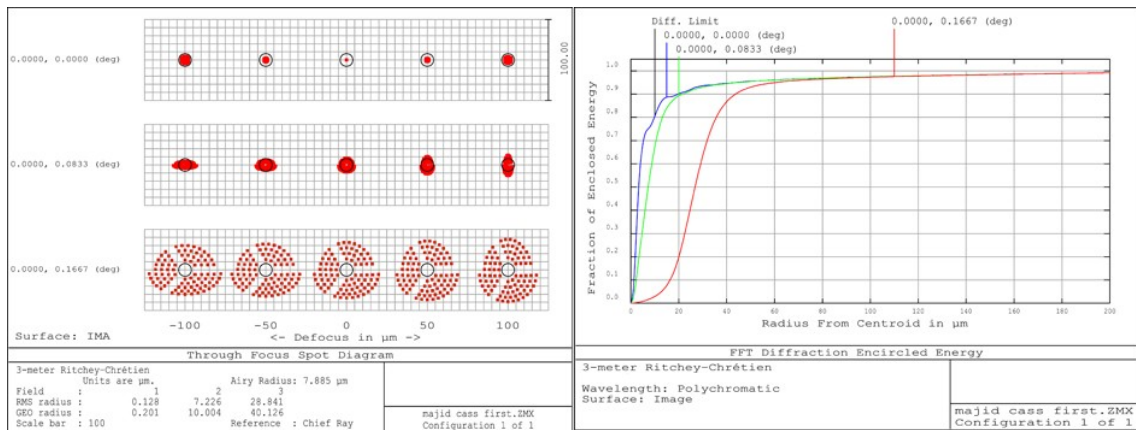 0.0000, 0.0000 (deg)
100.00
0.0000, 0.0833 (deg)
0.0000, 0.1667 (deg)
-100 -50 0 50 100
Surface: IMA <- Defocus in µm ->
Through Focus Spot Diagram
3-meter Ritchey-Chrétien
Units are µm. Airy Radius: 7.885 µm
Field : 1 2 3
RMS radius : 0.128 7.226 28.841
GEO radius : 0.201 10.004 40.126
Scale bar : 100 Reference : Chief Ray
majid cass first.ZMX
Configuration 1 of 1
Diff. Limit 0.0000, 0.1667 (deg)
0.0000, 0.0000 (deg)
0.0000, 0.0833 (deg)
1.0
0.9
0.8
0.7
0.6
0.5
0.4
0.3
0.2
0.1
0.0
Fraction of Enclosed Energy
0 20 40 60 80 100 120 140 160 180 200
Radius From Centroid in µm
FFT Diffraction Encircled Energy
3-meter Ritchey-Chrétien
Wavelength: Polychromatic
Surface: Image
majid cass first.ZMX
Configuration 1 of 1